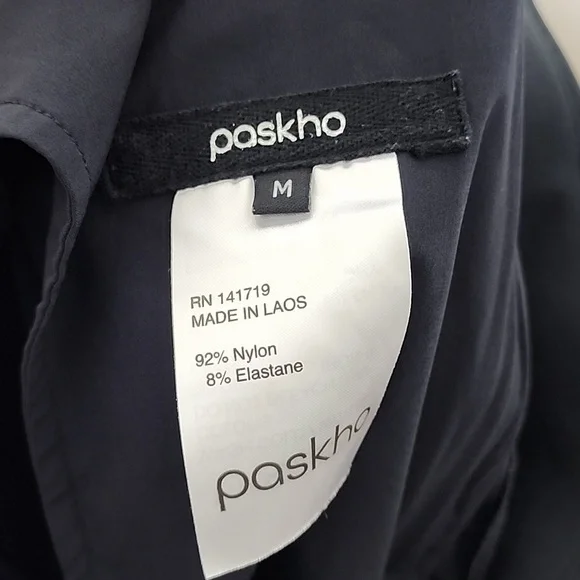 paskho
M
RN 141719
MADE IN LAOS
92% Nylon
8% Elastane
paskho